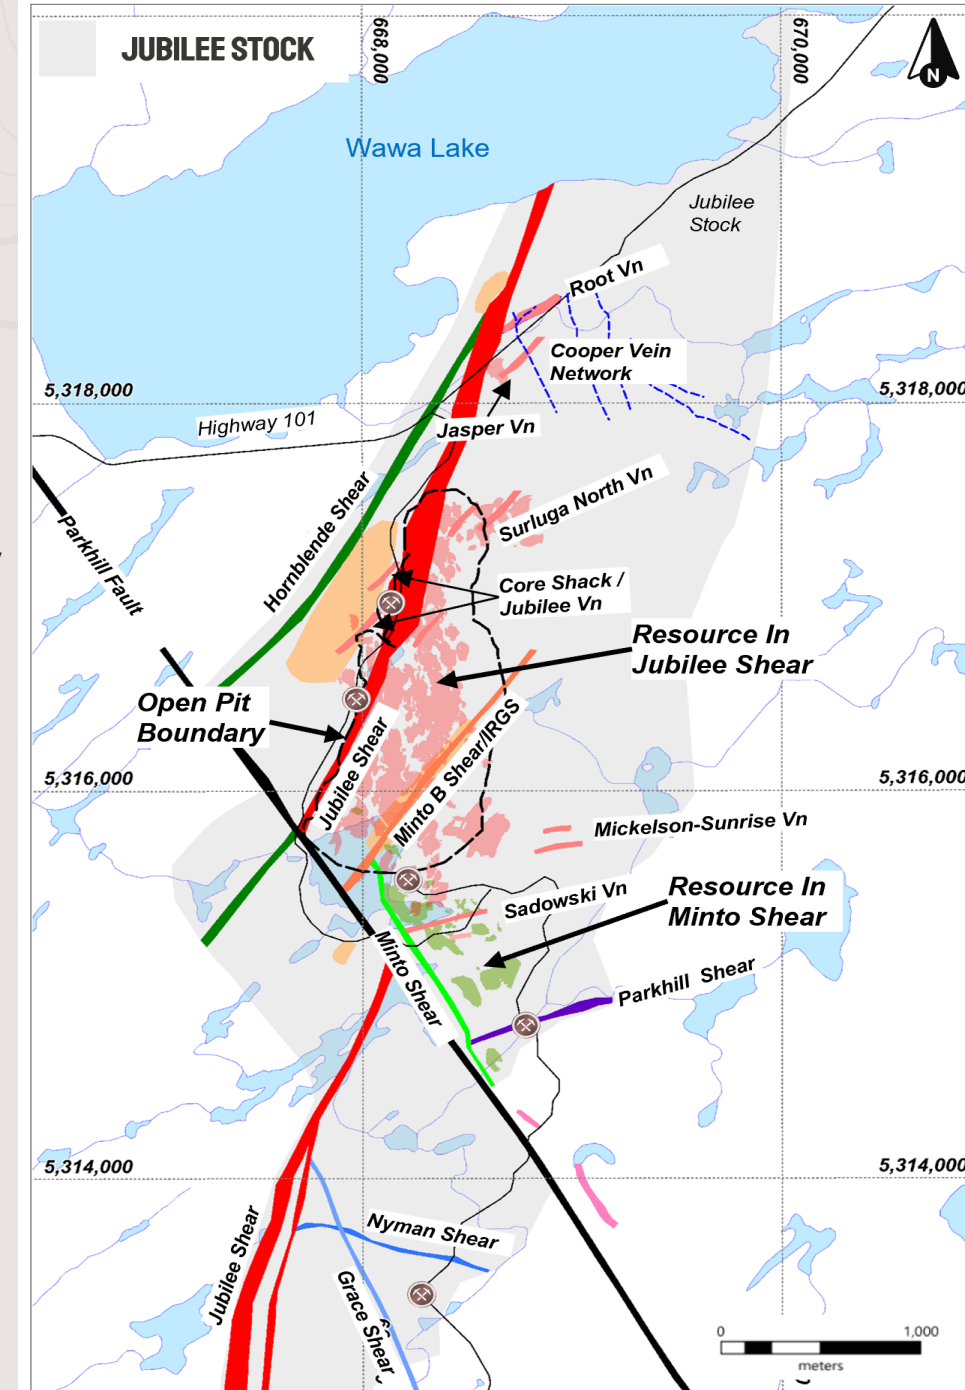 JUBILEE STOCK
668,000
670,000
N
Wawa Lake
Jubilee
Stock
Root Vn
Cooper Vein
Network
5,318,000
5,318,000
Highway 101
Jasper Vn
Surluga North Vn
Hornblende Shear
Parkhill Fault
Core Shack /
Jubilee Vn
Resource In
Jubilee Shear
Open Pit
Boundary
Jubilee Shear
Minto B Shear/IRGS
5,316,000
5,316,000
Mickelson-Sunrise Vn
Sadowski Vn
Resource In
Minto Shear
Minto Shear
Parkhill Shear
5,314,000
5,314,000
Jubilee Shear
Nyman Shear
Grace Shear
0
1,000
meters